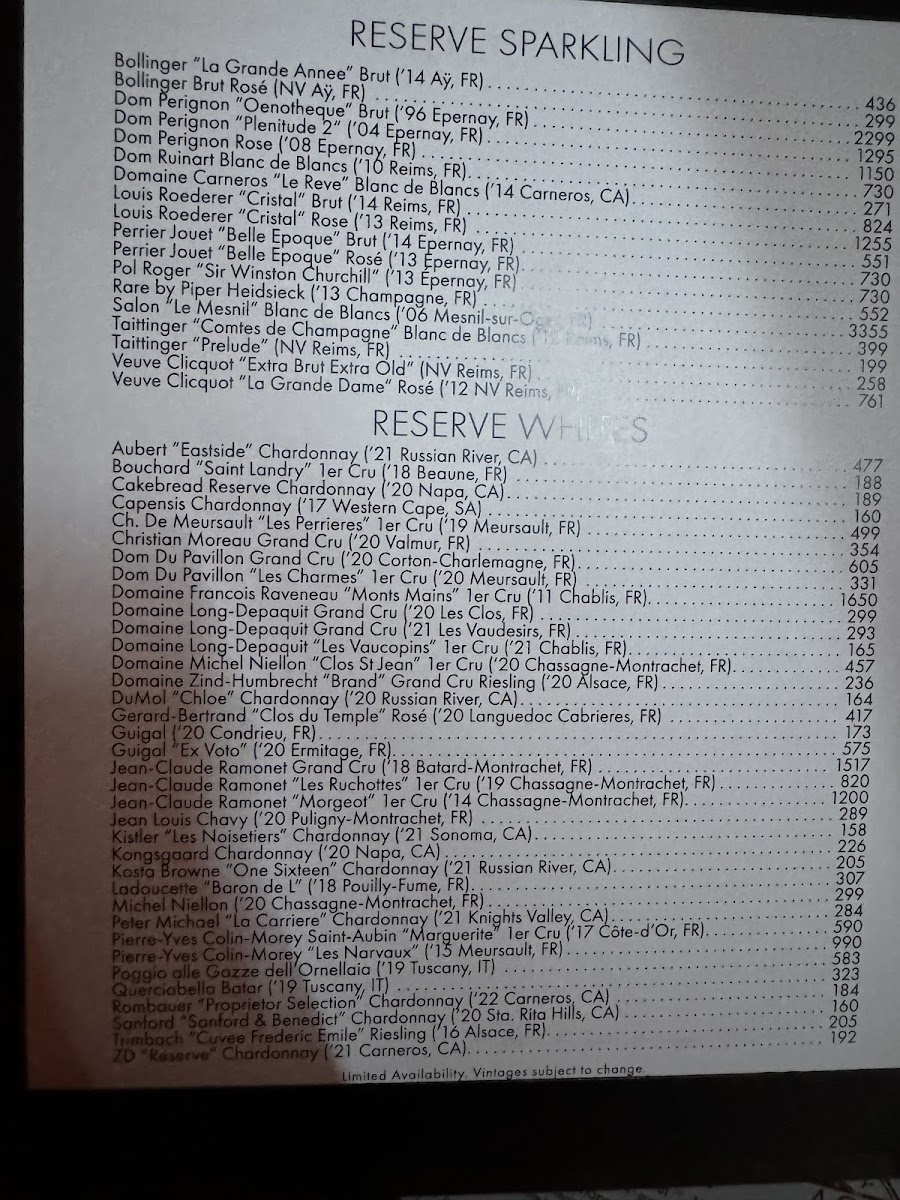 RESERVE SPARKLING
Bollinger "La Grande Annee" Brut ('14 Aÿ, FR) 436
Bollinger Brut Rosé (NV Aÿ, FR) 299
Dom Perignon "Oenotheque" Brut ('96 Epernay, FR) 2299
Dom Perignon "Plenitude 2" ('04 Epernay, FR) 1295
Dom Perignon Rose ('08 Epernay, FR) 1150
Dom Ruinart Blanc de Blancs ('10 Reims, FR) 730
Domaine Carneros "Le Reve" Blanc de Blancs ('14 Carneros, CA) 271
Louis Roederer "Cristal" Brut ('14 Reims, FR) 824
Louis Roederer "Cristal" Rose ('13 Reims, FR) 1255
Perrier Jouet "Belle Epoque" Brut ('14 Epernay, FR) 551
Perrier Jouet "Belle Epoque" Rosé ('13 Épernay, FR) 730
Pol Roger "Sir Winston Churchill" ('13 Épernay, FR) 730
Rare by Piper Heidsieck ('13 Champagne, FR) 552
Salon "Le Mesnil" Blanc de Blancs ('06 Mesnil-sur-Oger, FR) 3355
Taittinger "Comtes de Champagne" Blanc de Blancs ('12 Reims, FR) 399
Taittinger "Prelude" (NV Reims, FR) 199
Veuve Clicquot "Extra Brut Extra Old" (NV Reims, FR) 258
Veuve Clicquot "La Grande Dame" Rosé ('12 NV Reims, FR) 761
RESERVE WHITES
Aubert "Eastside" Chardonnay ('21 Russian River, CA) 477
Bouchard "Saint Landry" 1er Cru ('18 Beaune, FR) 188
Cakebread Reserve Chardonnay ('20 Napa, CA) 189
Capensis Chardonnay ('17 Western Cape, SA) 160
Ch. De Meursault "Les Perrieres" 1er Cru ('19 Meursault, FR) 499
Christian Moreau Grand Cru ('20 Valmur, FR) 354
Dom Du Pavillon Grand Cru ('20 Corton-Charlemagne, FR) 605
Dom Du Pavillon "Les Charmes" 1er Cru ('20 Meursault, FR) 331
Domaine Francois Raveneau "Monts Mains" 1er Cru ('11 Chablis, FR) 1650
Domaine Long-Depaquit Grand Cru ('20 Les Clos, FR) 299
Domaine Long-Depaquit Grand Cru ('21 Les Vaudesirs, FR) 293
Domaine Long-Depaquit "Les Vaucopins" 1er Cru ('21 Chablis, FR) 165
Domaine Michel Niellon "Clos St Jean" 1er Cru ('20 Chassagne-Montrachet, FR) 457
Domaine Zind-Humbrecht "Brand" Grand Cru Riesling ('20 Alsace, FR) 236
DuMol "Chloe" Chardonnay ('20 Russian River, CA) 164
Gerard-Bertrand "Clos du Temple" Rosé ('20 Languedoc Cabrieres, FR) 417
Guigal ('20 Condrieu, FR) 173
Guigal "Ex Voto" ('20 Ermitage, FR) 575
Jean-Claude Ramonet Grand Cru ('18 Batard-Montrachet, FR) 1517
Jean-Claude Ramonet "Les Ruchottes" 1er Cru ('19 Chassagne-Montrachet, FR) 820
Jean-Claude Ramonet "Morgeot" 1er Cru ('14 Chassagne-Montrachet, FR) 1200
Jean Louis Chavy ('20 Puligny-Montrachet, FR) 289
Kistler "Les Noisetiers" Chardonnay ('21 Sonoma, CA) 158
Kongsgaard Chardonnay ('20 Napa, CA) 226
Kosta Browne "One Sixteen" Chardonnay ('21 Russian River, CA) 205
Ladoucette "Baron de L" ('18 Pouilly-Fume, FR) 307
Michel Niellon ('20 Chassagne-Montrachet, FR) 299
Peter Michael "La Carriere" Chardonnay ('21 Knights Valley, CA) 284
Pierre-Yves Colin-Morey Saint-Aubin "Marguerite" 1er Cru ('17 Côte-d'Or, FR) 590
Pierre-Yves Colin-Morey "Les Narvaux" ('15 Meursault, FR) 990
Poggio alle Gazze dell'Ornellaia ('19 Tuscany, IT) 583
Querciabella Batar ('19 Tuscany, IT) 323
Rombauer "Proprietor Selection" Chardonnay ('22 Carneros, CA) 184
Sanford "Sanford & Benedict" Chardonnay ('20 Sta. Rita Hills, CA) 160
Trimbach "Cuvee Frederic Emile" Riesling ('16 Alsace, FR) 205
ZD "Reserve" Chardonnay ('21 Carneros, CA) 192
Limited Availability. Vintages subject to change.